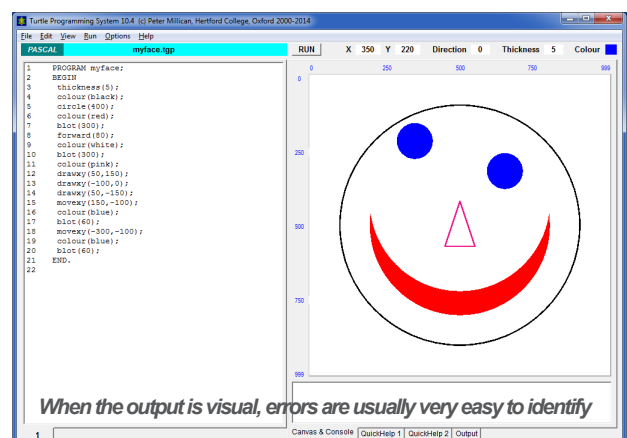 Turtle Programming System 10.4 (c) Peter Millican, Hertford College, Oxford 2000-2014
File Edit View Run Options Help
PASCAL myface.tgp RUN X 350 Y 220 Direction 0 Thickness 5 Colour
1 PROGRAM myface;
2 BEGIN
3 thickness(5);
4 colour(black);
5 circle(400);
6 colour(red);
7 blot(300);
8 forward(80);
9 colour(white);
10 blot(300);
11 colour(pink);
12 drawxy(50,150);
13 drawxy(-100,0);
14 drawxy(50,-150);
15 movexy(150,-100);
16 colour(blue);
17 blot(60);
18 movexy(-300,-100);
19 colour(blue);
20 blot(60);
21 END.
22
0 250 500 750 999
0
250
500
750
999
When the output is visual, errors are usually very easy to identify
1
Canvas & Console QuickHelp 1 QuickHelp 2 Output